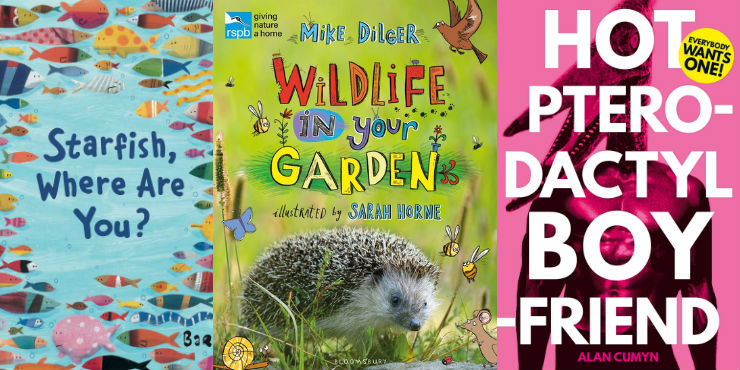 Starfish,
Where Are
You?
rspb
giving
nature
a home
MIKE DILGER
WILDLIFE
IN your
GARDEN
illustrated by SARAH HORNE
BLOOMSBURY
HOT
PTERO-
DACTYL
BOY
-FRIEND
EVERYBODY
WANTS
ONE!
ALAN CUMYN